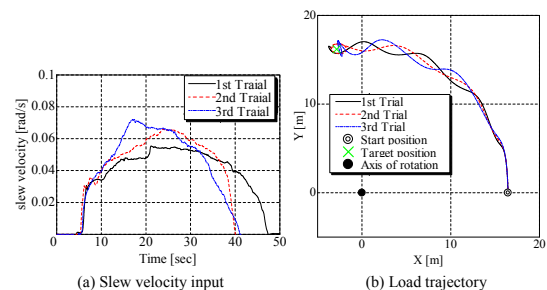 0.1
0.08
0.06
0.04
0.02
slew velocity [rad/s]
1st Traial
2nd Traial
3rd Traial
0 10 20 30 40 50
Time [sec]
(a) Slew velocity input
20
10
0
Y [m]
1st Trial
2nd Trial
3rd Trial
Start position
Target position
Axis of rotation
0 10 20
X [m]
(b) Load trajectory